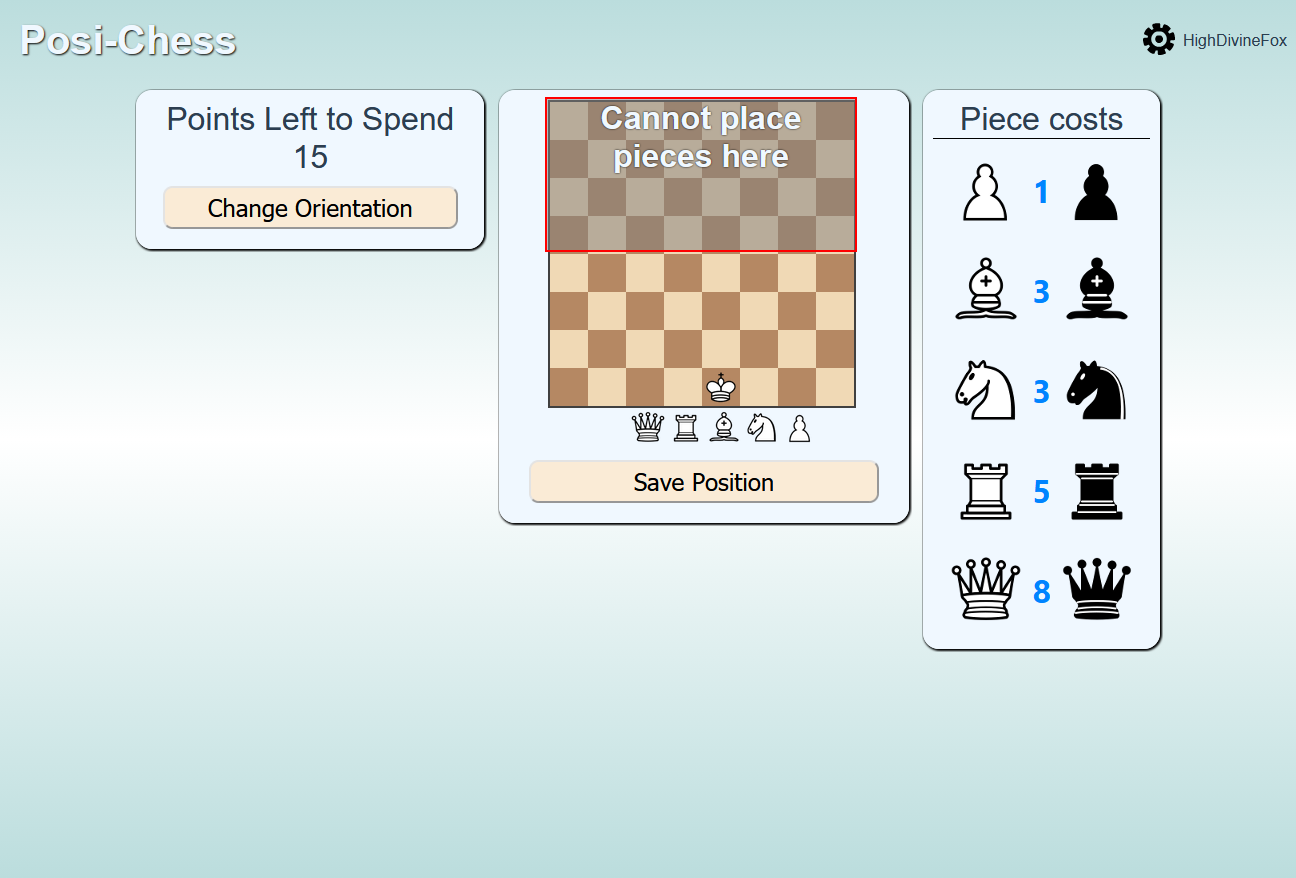 Posi-Chess
HighDivineFox
Points Left to Spend
15
Change Orientation
Cannot place
pieces here
Save Position
Piece costs
1
3
3
5
8